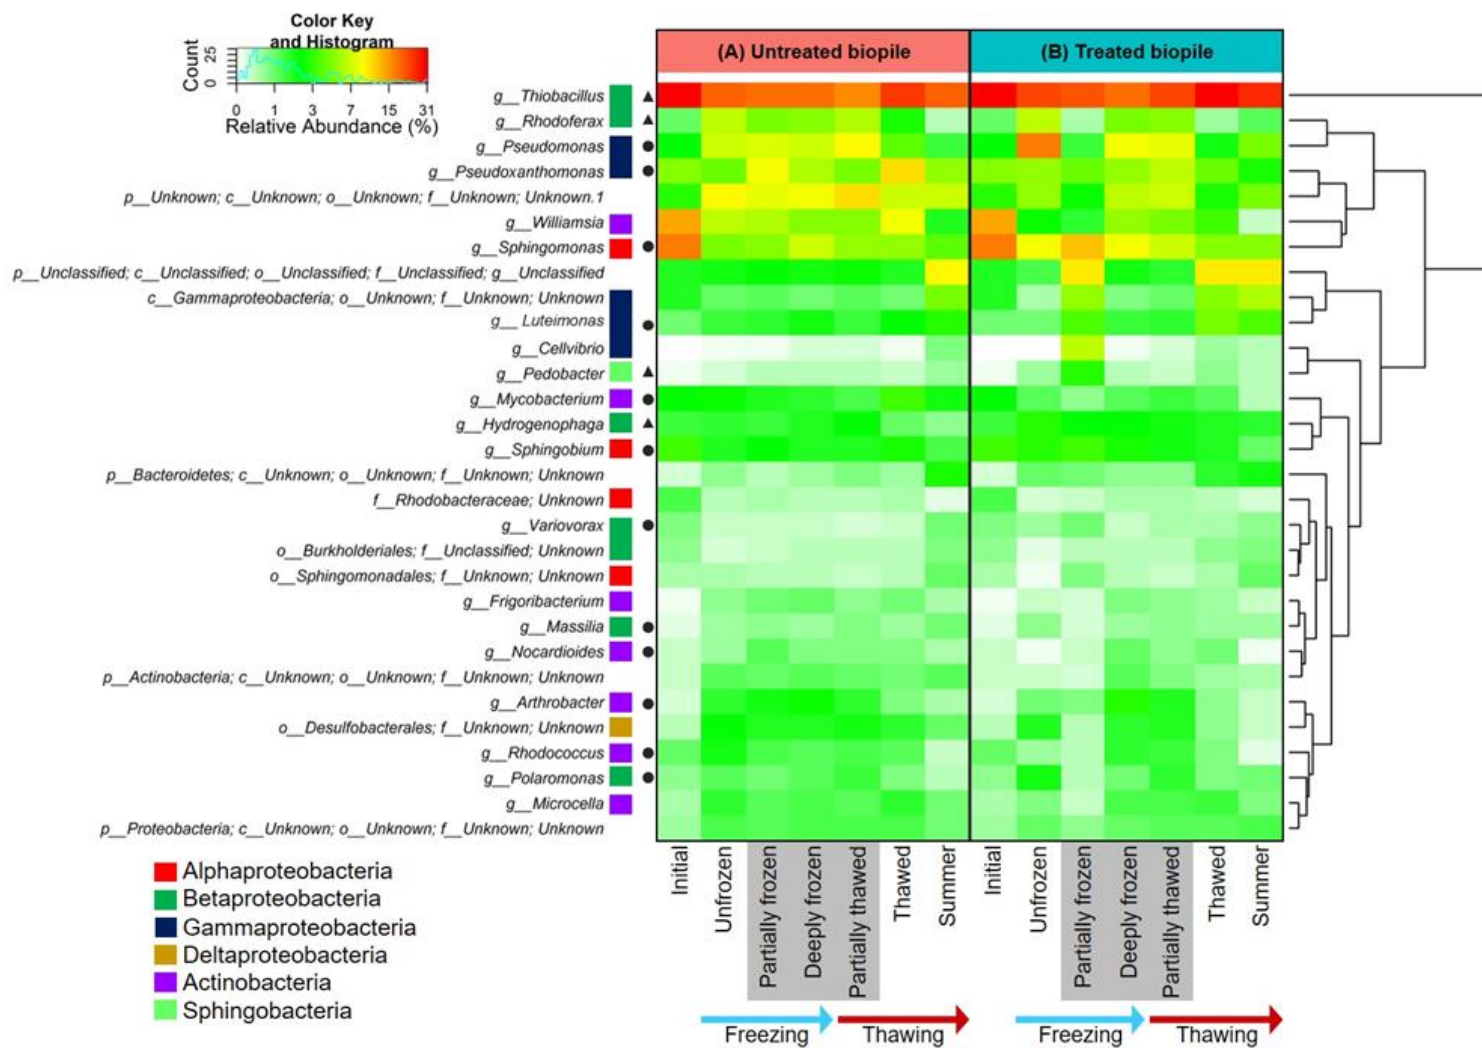 Color Key
and Histogram
Count
0 25
0 1 3 7 15 31
Relative Abundance (%)
(A) Untreated biopile
(B) Treated biopile
g__Thiobacillus
g__Rhodoferax
g__Pseudomonas
g__Pseudoxanthomonas
p__Unknown; c__Unknown; o__Unknown; f__Unknown; Unknown.1
g__Williamsia
g__Sphingomonas
p__Unclassified; c__Unclassified; o__Unclassified; f__Unclassified; g__Unclassified
c__Gammaproteobacteria; o__Unknown; f__Unknown; Unknown
g__ Luteimonas
g__Cellvibrio
g__Pedobacter
g__Mycobacterium
g__Hydrogenophaga
g__Sphingobium
p__Bacteroidetes; c__Unknown; o__Unknown; f__Unknown; Unknown
f__Rhodobacteraceae; Unknown
g__Variovorax
o__Burkholderiales; f__Unclassified; Unknown
o__Sphingomonadales; f__Unknown; Unknown
g__Frigoribacterium
g__Massilia
g__Nocardioides
p__Actinobacteria; c__Unknown; o__Unknown; f__Unknown; Unknown
g__Arthrobacter
o__Desulfobacterales; f__Unknown; Unknown
g__Rhodococcus
g__Polaromonas
g__Microcella
p__Proteobacteria; c__Unknown; o__Unknown; f__Unknown; Unknown
Alphaproteobacteria
Betaproteobacteria
Gammaproteobacteria
Deltaproteobacteria
Actinobacteria
Sphingobacteria
Initial
Unfrozen
Partially frozen
Deeply frozen
Partially thawed
Thawed
Summer
Initial
Unfrozen
Partially frozen
Deeply frozen
Partially thawed
Thawed
Summer
Freezing
Thawing
Freezing
Thawing